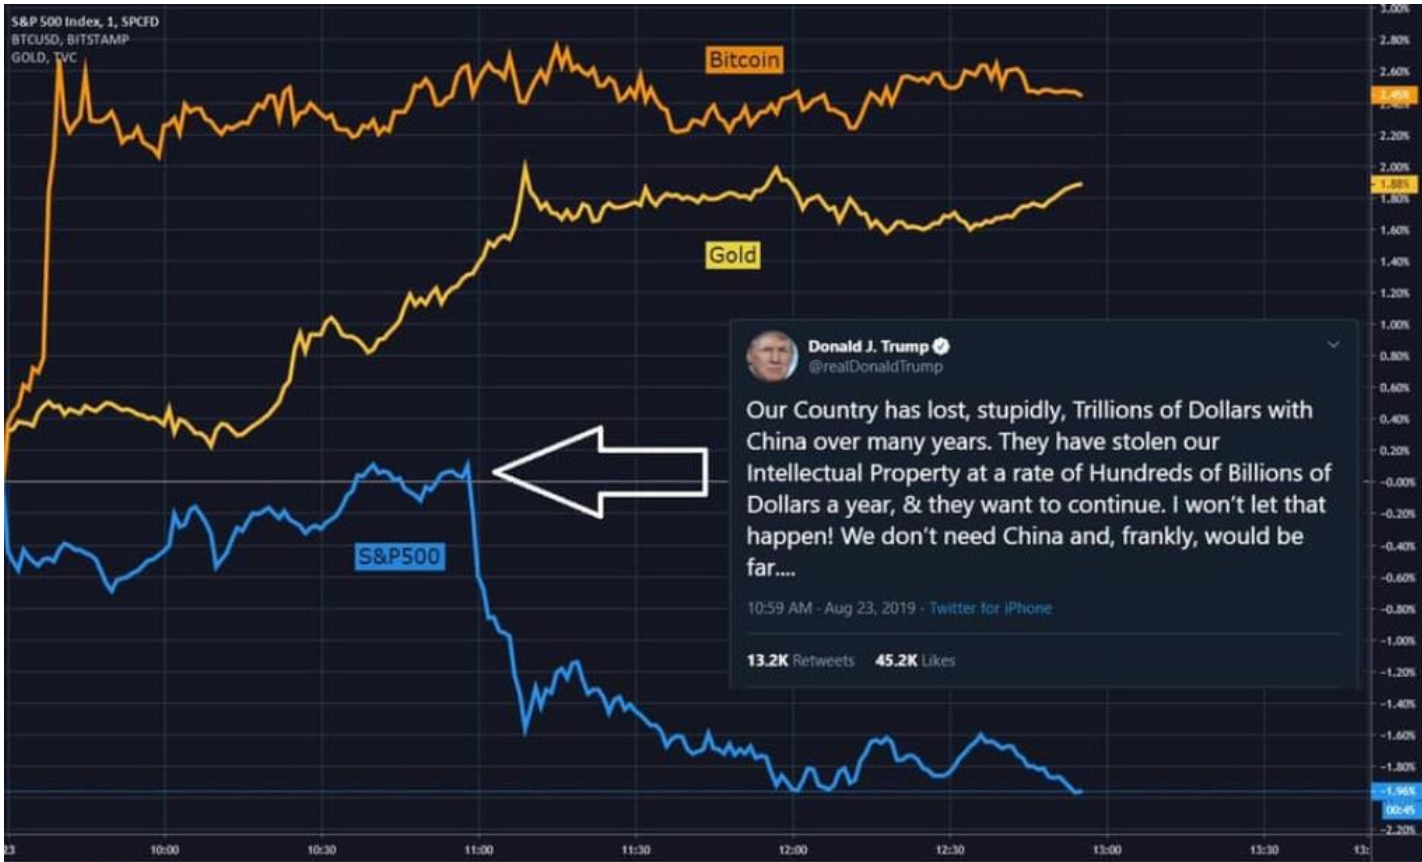 S&P 500 Index, 1, SPCFD
BTCUSD, BITSTAMP
GOLD, TVC
Bitcoin
Gold
S&P500
Donald J. Trump
@realDonaldTrump
Our Country has lost, stupidly, Trillions of Dollars with
China over many years. They have stolen our
Intellectual Property at a rate of Hundreds of Billions of
Dollars a year, & they want to continue. I won't let that
happen! We don't need China and, frankly, would be
far....
10:59 AM · Aug 23, 2019 · Twitter for iPhone
13.2K Retweets 45.2K Likes
3.00%
2.80%
2.60%
2.45%
2.40%
2.20%
2.00%
1.88%
1.80%
1.60%
1.40%
1.20%
1.00%
0.80%
0.60%
0.40%
0.20%
-0.00%
-0.20%
-0.40%
-0.60%
-0.80%
-1.00%
-1.20%
-1.40%
-1.60%
-1.80%
-1.96%
00:45
-2.20%
23 10:00 10:30 11:00 11:30 12:00 12:30 13:00 13:30 13: